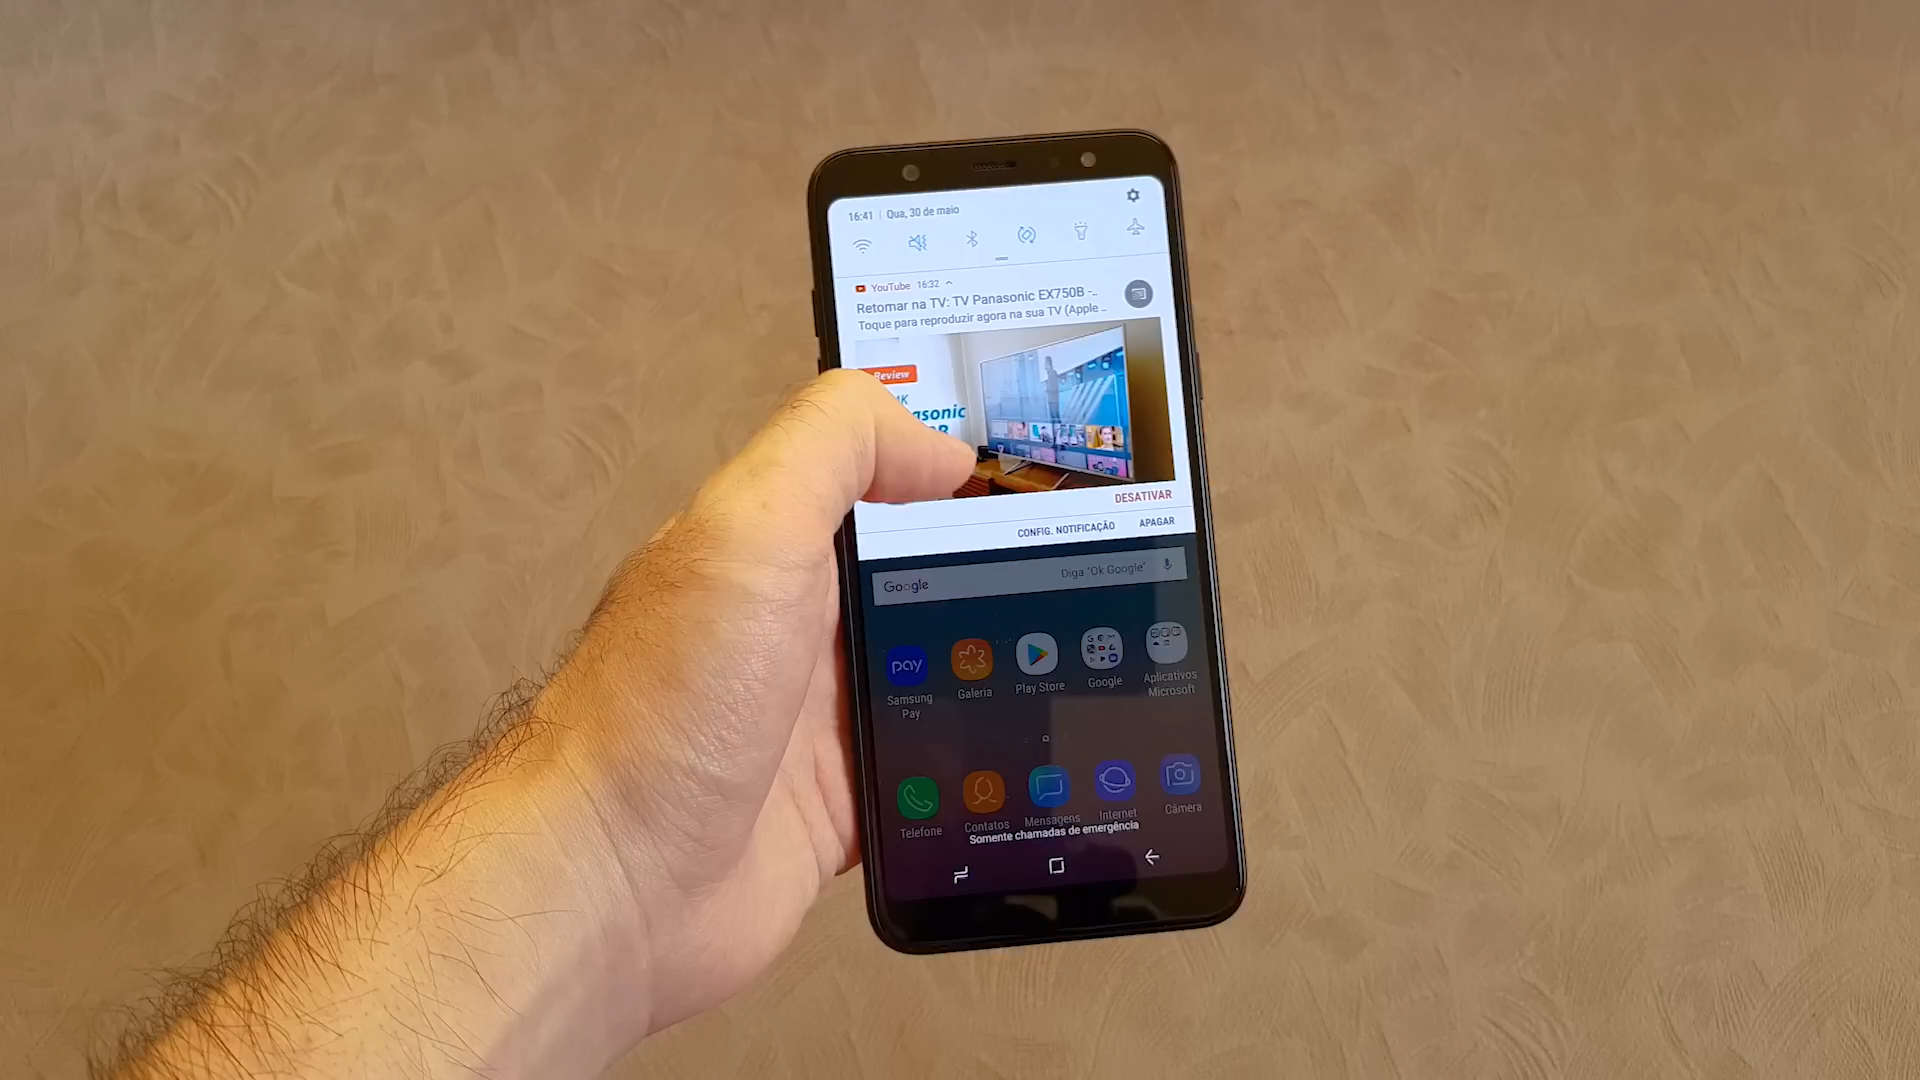 16:41 | Qua, 30 de maio
YouTube 16:32
Retomar na TV: TV Panasonic EX750B -..
Toque para reproduzir agora na sua TV (Apple ..
Review
4K
asonic
DESATIVAR
CONFIG. NOTIFICAÇÃO APAGAR
Google Diga "Ok Google"
pay
Samsung Pay
Galeria
Play Store
Google
Aplicativos Microsoft
Telefone
Contatos
Mensagens
Internet
Câmera
Somente chamadas de emergência